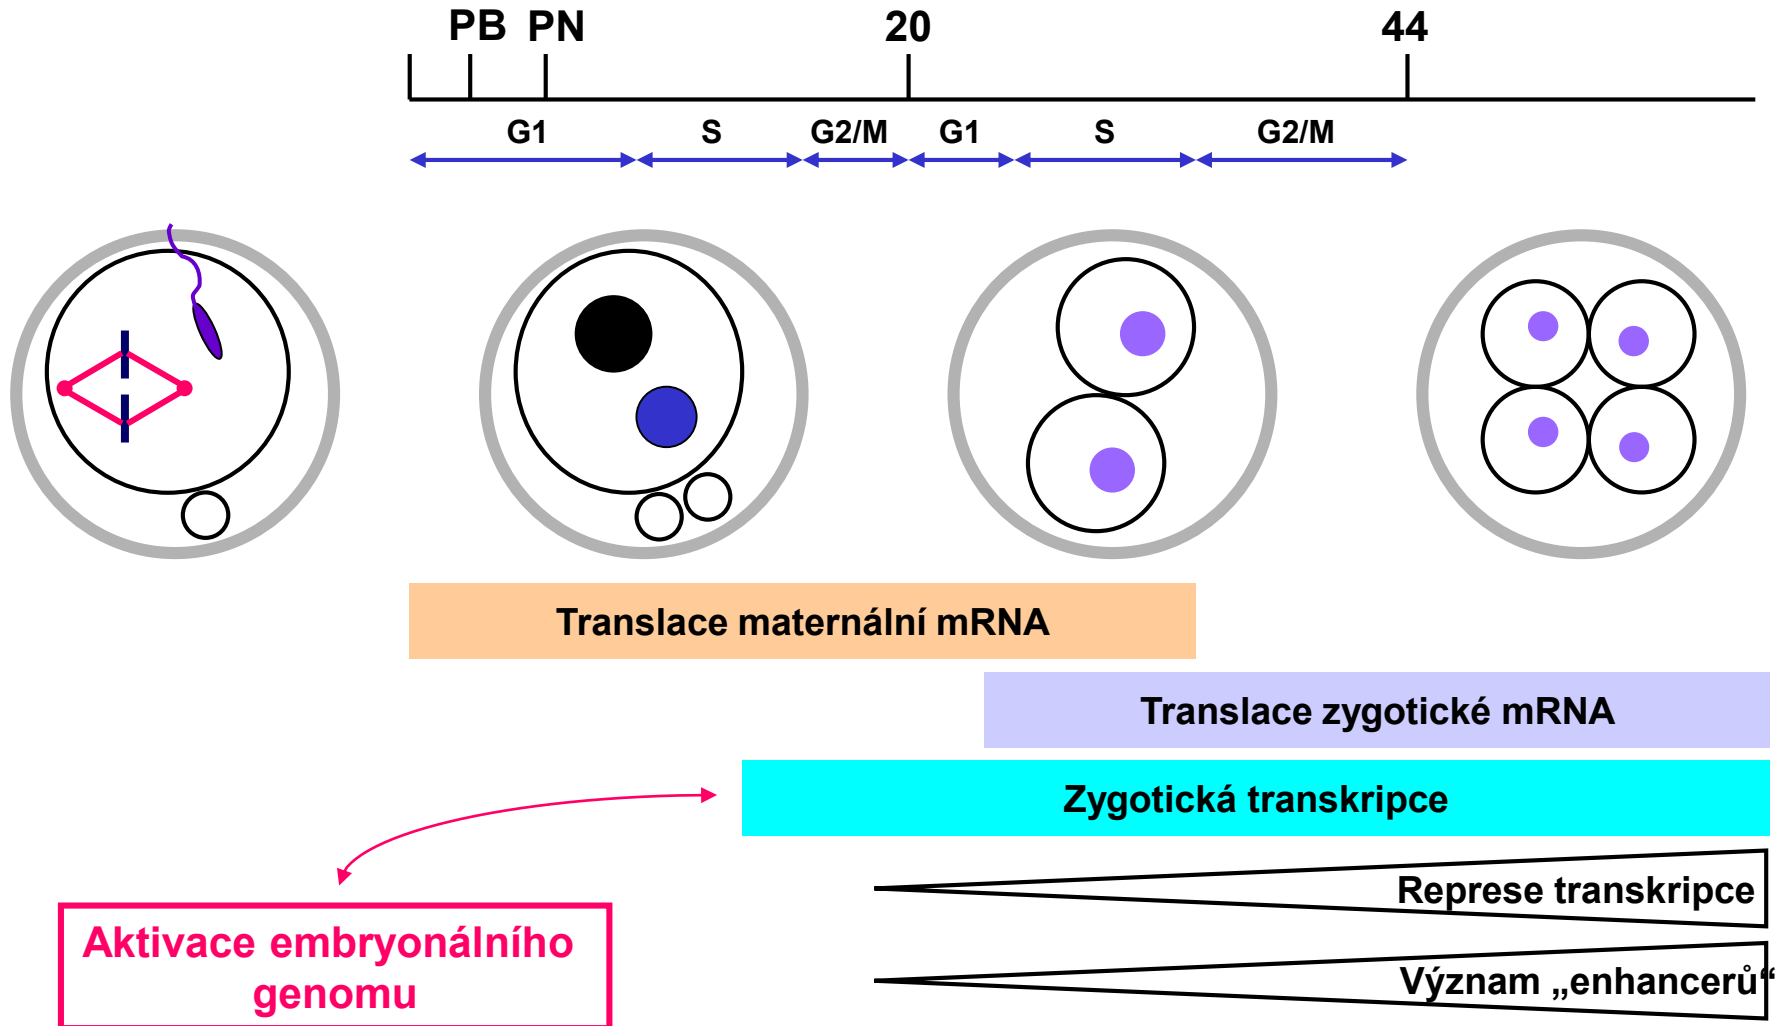 PB PN 20 44
G1 S G2/M G1 S G2/M
Translace maternální mRNA
Translace zygotické mRNA
Zygotická transkripce
Represe transkripce
Aktivace embryonálního
genomu
Význam „enhancerů“